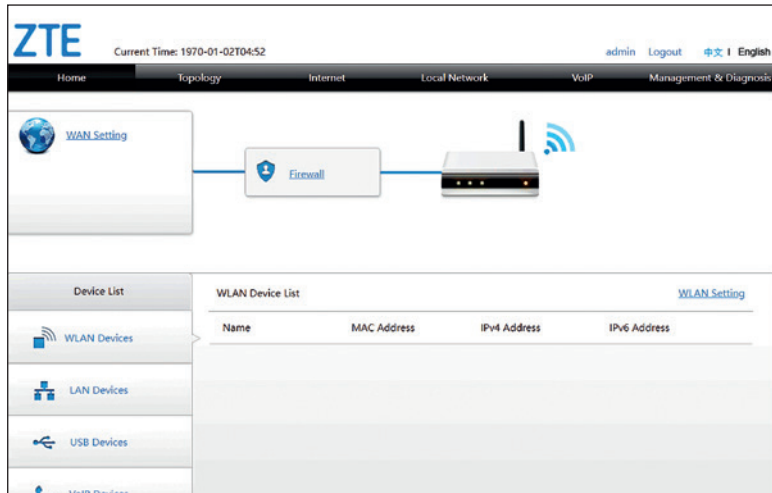 ZTE
Current Time: 1970-01-02T04:52
admin Logout 中文 I English
Home Topology Internet Local Network VoIP Management & Diagnosis
WAN Setting
Firewall
Device List
WLAN Device List
WLAN Setting
WLAN Devices
Name MAC Address IPv4 Address IPv6 Address
LAN Devices
USB Devices
VoIP Devices